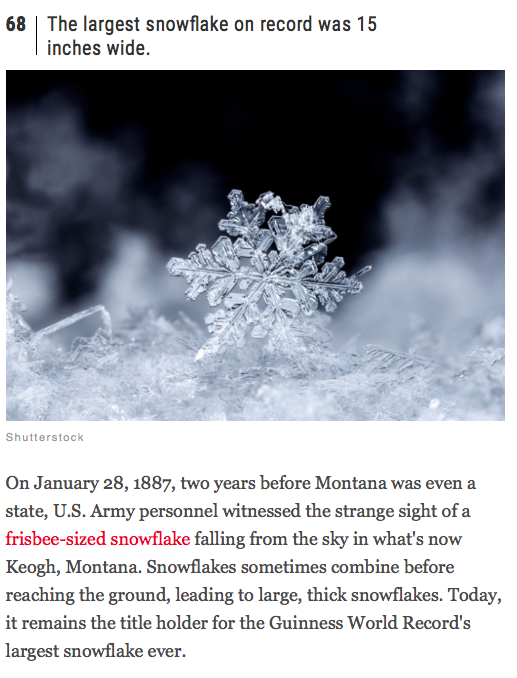 68 The largest snowflake on record was 15
inches wide.
Shutterstock
On January 28, 1887, two years before Montana was even a
state, U.S. Army personnel witnessed the strange sight of a
frisbee-sized snowflake falling from the sky in what's now
Keogh, Montana. Snowflakes sometimes combine before
reaching the ground, leading to large, thick snowflakes. Today,
it remains the title holder for the Guinness World Record's
largest snowflake ever.